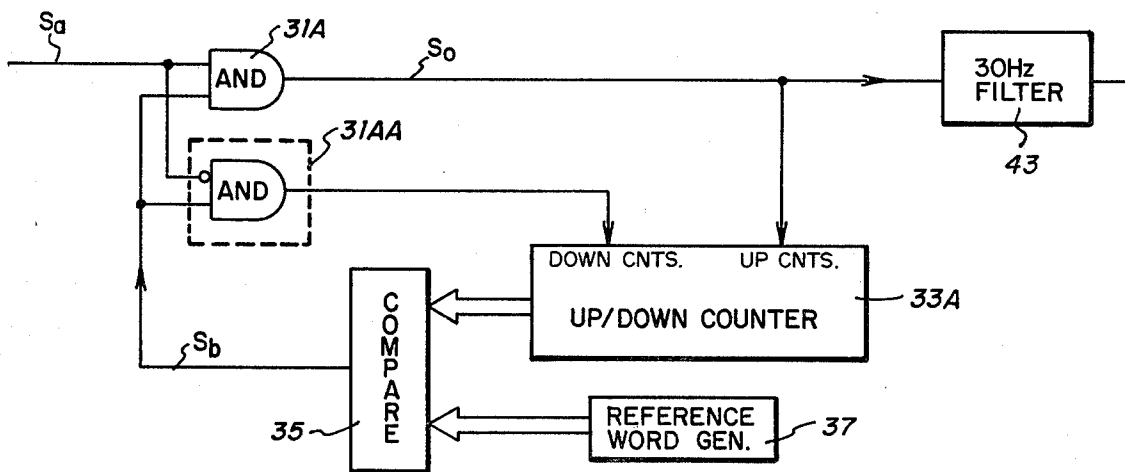 Sa
31A
AND
So
30Hz
FILTER
43
31AA
AND
DOWN CNTS.
UP CNTS.
UP/DOWN COUNTER
33A
COMPARE
Sb
35
REFERENCE
WORD GEN.
37